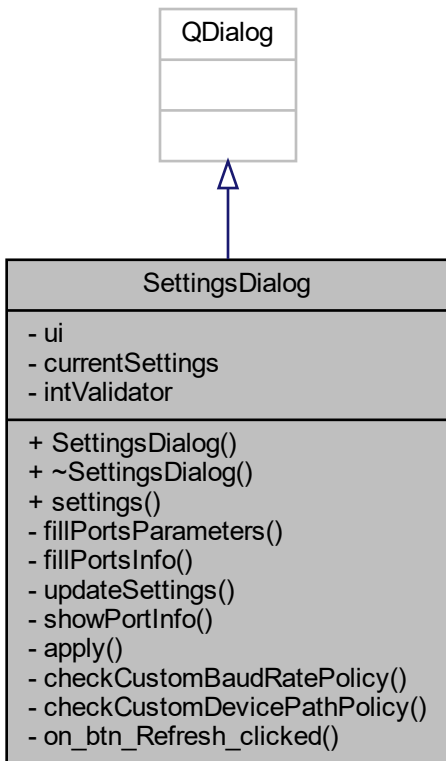 QDialog
SettingsDialog
- ui
- currentSettings
- intValidator
+ SettingsDialog()
+ ~SettingsDialog()
+ settings()
- fillPortsParameters()
- fillPortsInfo()
- updateSettings()
- showPortInfo()
- apply()
- checkCustomBaudRatePolicy()
- checkCustomDevicePathPolicy()
- on_btn_Refresh_clicked()